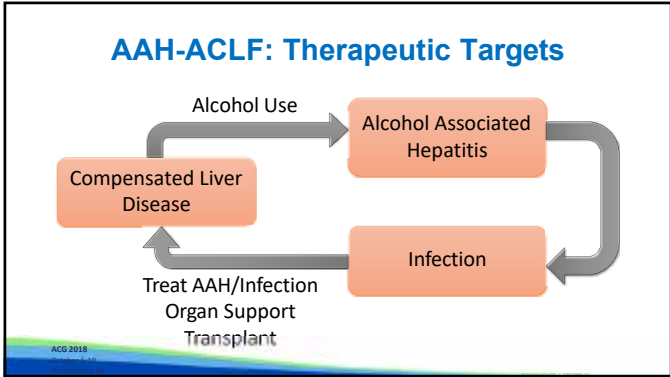 AAH-ACLF: Therapeutic Targets
Alcohol Use
Alcohol Associated
Hepatitis
Compensated Liver
Disease
Infection
Treat AAH/Infection
Organ Support
Transplant
ACG 2018